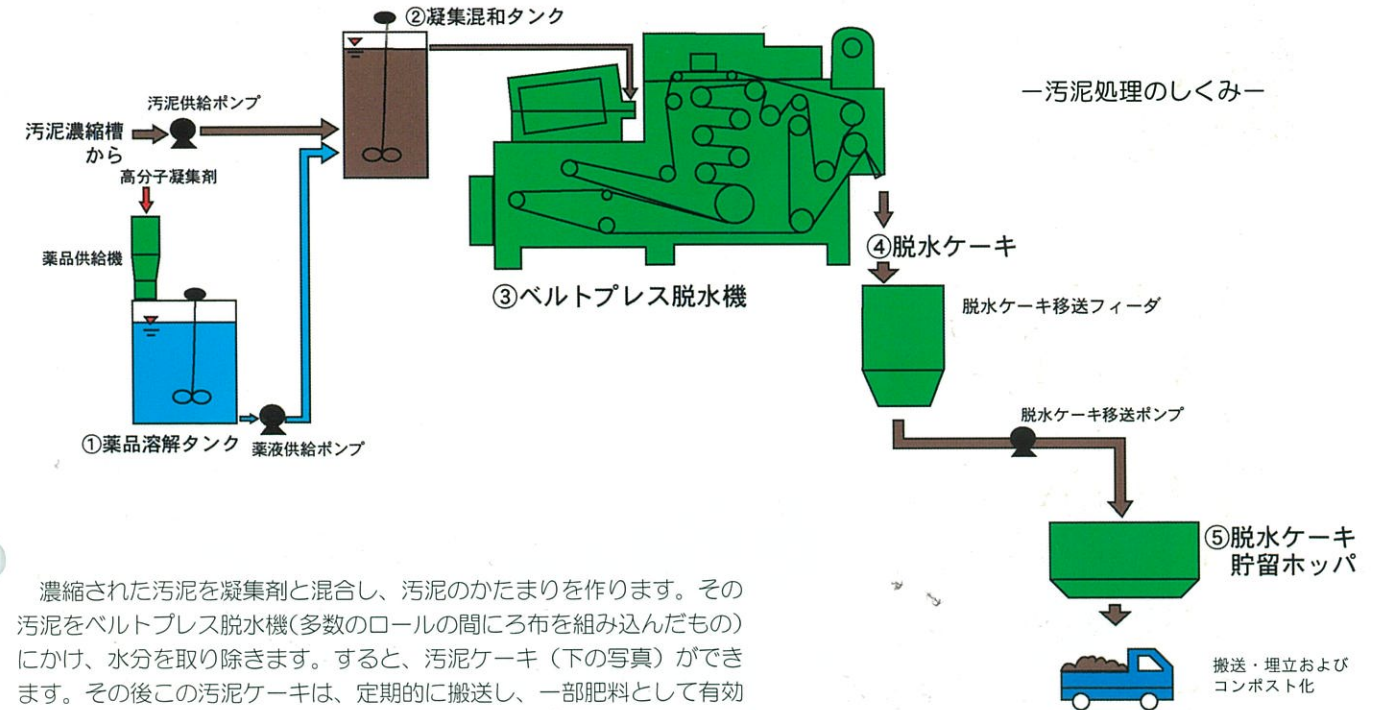 ②凝集混和タンク
汚泥供給ポンプ
汚泥濃縮槽
から
高分子凝集剤
薬品供給機
①薬品溶解タンク
薬液供給ポンプ
−汚泥処理のしくみ−
③ベルトプレス脱水機
④脱水ケーキ
脱水ケーキ移送フィーダ
脱水ケーキ移送ポンプ
⑤脱水ケーキ
貯留ホッパ
搬送・埋立および
コンポスト化
濃縮された汚泥を凝集剤と混合し、汚泥のかたまりを作ります。その
汚泥をベルトプレス脱水機(多数のロールの間にろ布を組み込んだもの)
にかけ、水分を取り除きます。すると、汚泥ケーキ（下の写真）ができ
ます。その後この汚泥ケーキは、定期的に搬送し、一部肥料として有効